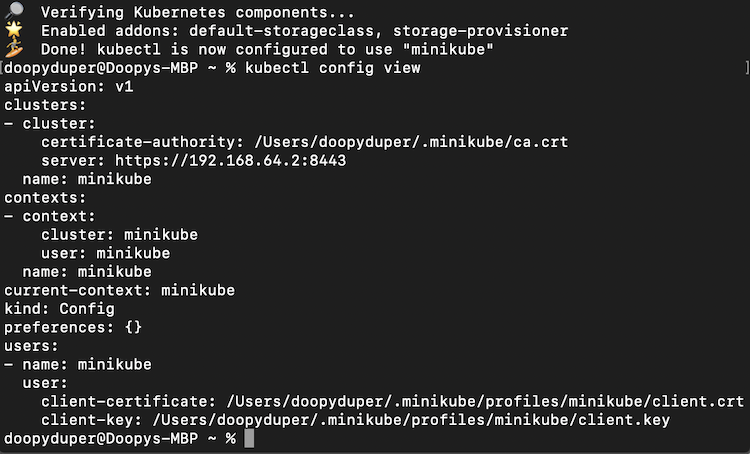 🔎  Verifying Kubernetes components...
🌟  Enabled addons: default-storageclass, storage-provisioner
🏄  Done! kubectl is now configured to use "minikube"
[doopyduper@Doopys-MBP ~ % kubectl config view ]
apiVersion: v1
clusters:
- cluster:
    certificate-authority: /Users/doopyduper/.minikube/ca.crt
    server: https://192.168.64.2:8443
  name: minikube
contexts:
- context:
    cluster: minikube
    user: minikube
  name: minikube
current-context: minikube
kind: Config
preferences: {}
users:
- name: minikube
  user:
    client-certificate: /Users/doopyduper/.minikube/profiles/minikube/client.crt
    client-key: /Users/doopyduper/.minikube/profiles/minikube/client.key
doopyduper@Doopys-MBP ~ %